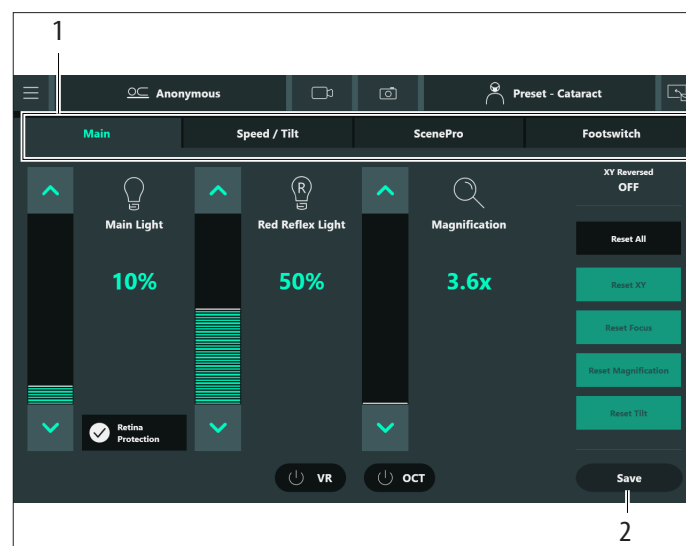 1
Anonymous
Preset - Cataract
Main
Speed / Tilt
ScenePro
Footswitch
XY Reversed
OFF
Main Light
R
Red Reflex Light
Magnification
Reset All
10%
50%
3.6x
Reset XY
Reset Focus
Reset Magnification
Reset Tilt
Retina
Protection
VR
OCT
Save
2